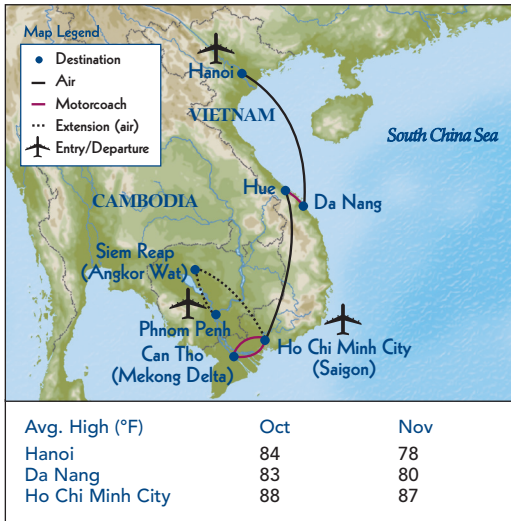 Map Legend
Destination
Air
Motorcoach
Extension (air)
Entry/Departure
Hanoi
VIETNAM
South China Sea
Hue
Da Nang
CAMBODIA
Siem Reap
(Angkor Wat)
Phnom Penh
Can Tho
(Mekong Delta)
Ho Chi Minh City
(Saigon)
Avg. High (°F) Oct Nov
Hanoi 84 78
Da Nang 83 80
Ho Chi Minh City 88 87